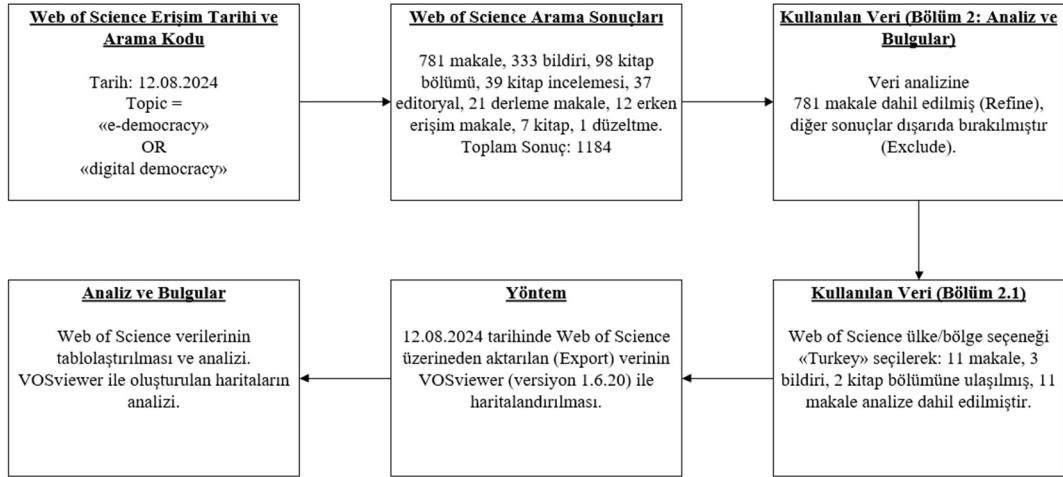 Web of Science Erişim Tarihi ve
Arama Kodu
Tarih: 12.08.2024
Topic =
«e-democracy»
OR
«digital democracy»
Web of Science Arama Sonuçları
781 makale, 333 bildiri, 98 kitap
bölümü, 39 kitap incelemesi, 37
editoryal, 21 derleme makale, 12 erken
erişim makale, 7 kitap, 1 düzeltme.
Toplam Sonuç: 1184
Kullanılan Veri (Bölüm 2: Analiz ve
Bulgular)
Veri analizine
781 makale dahil edilmiş (Refine),
diğer sonuçlar dışarıda bırakılmıştır
(Exclude).
Kullanılan Veri (Bölüm 2.1)
Web of Science ülke/bölge seçeneği
«Turkey» seçilerek: 11 makale, 3
bildiri, 2 kitap bölümüne ulaşılmış, 11
makale analize dahil edilmiştir.
Yöntem
12.08.2024 tarihinde Web of Science
üzerineden aktarılan (Export) verinin
VOSviewer (versiyon 1.6.20) ile
haritalandırılması.
Analiz ve Bulgular
Web of Science verilerinin
tablolaştırılması ve analizi.
VOSviewer ile oluşturulan haritaların
analizi.